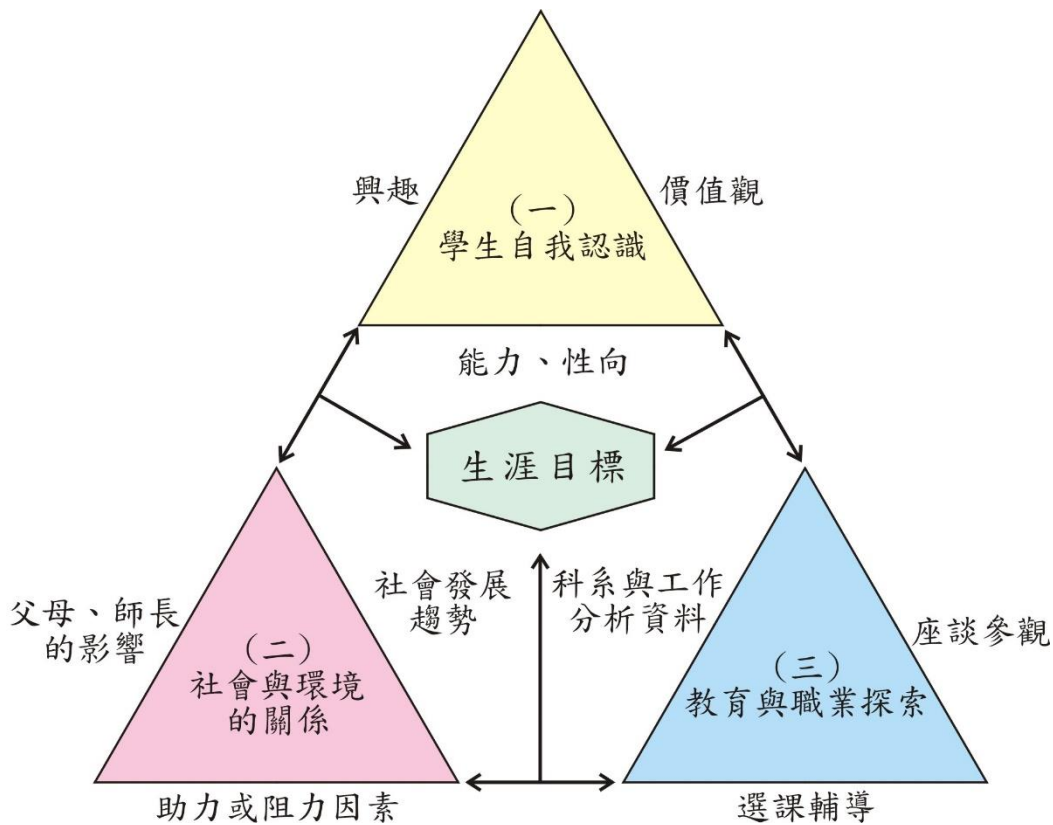 興趣
價值觀
（一）
學生自我認識
能力、性向
生涯目標
父母、師長
的影響
社會發展
趨勢
（二）
社會與環境
的關係
助力或阻力因素
科系與工作
分析資料
座談參觀
（三）
教育與職業探索
選課輔導